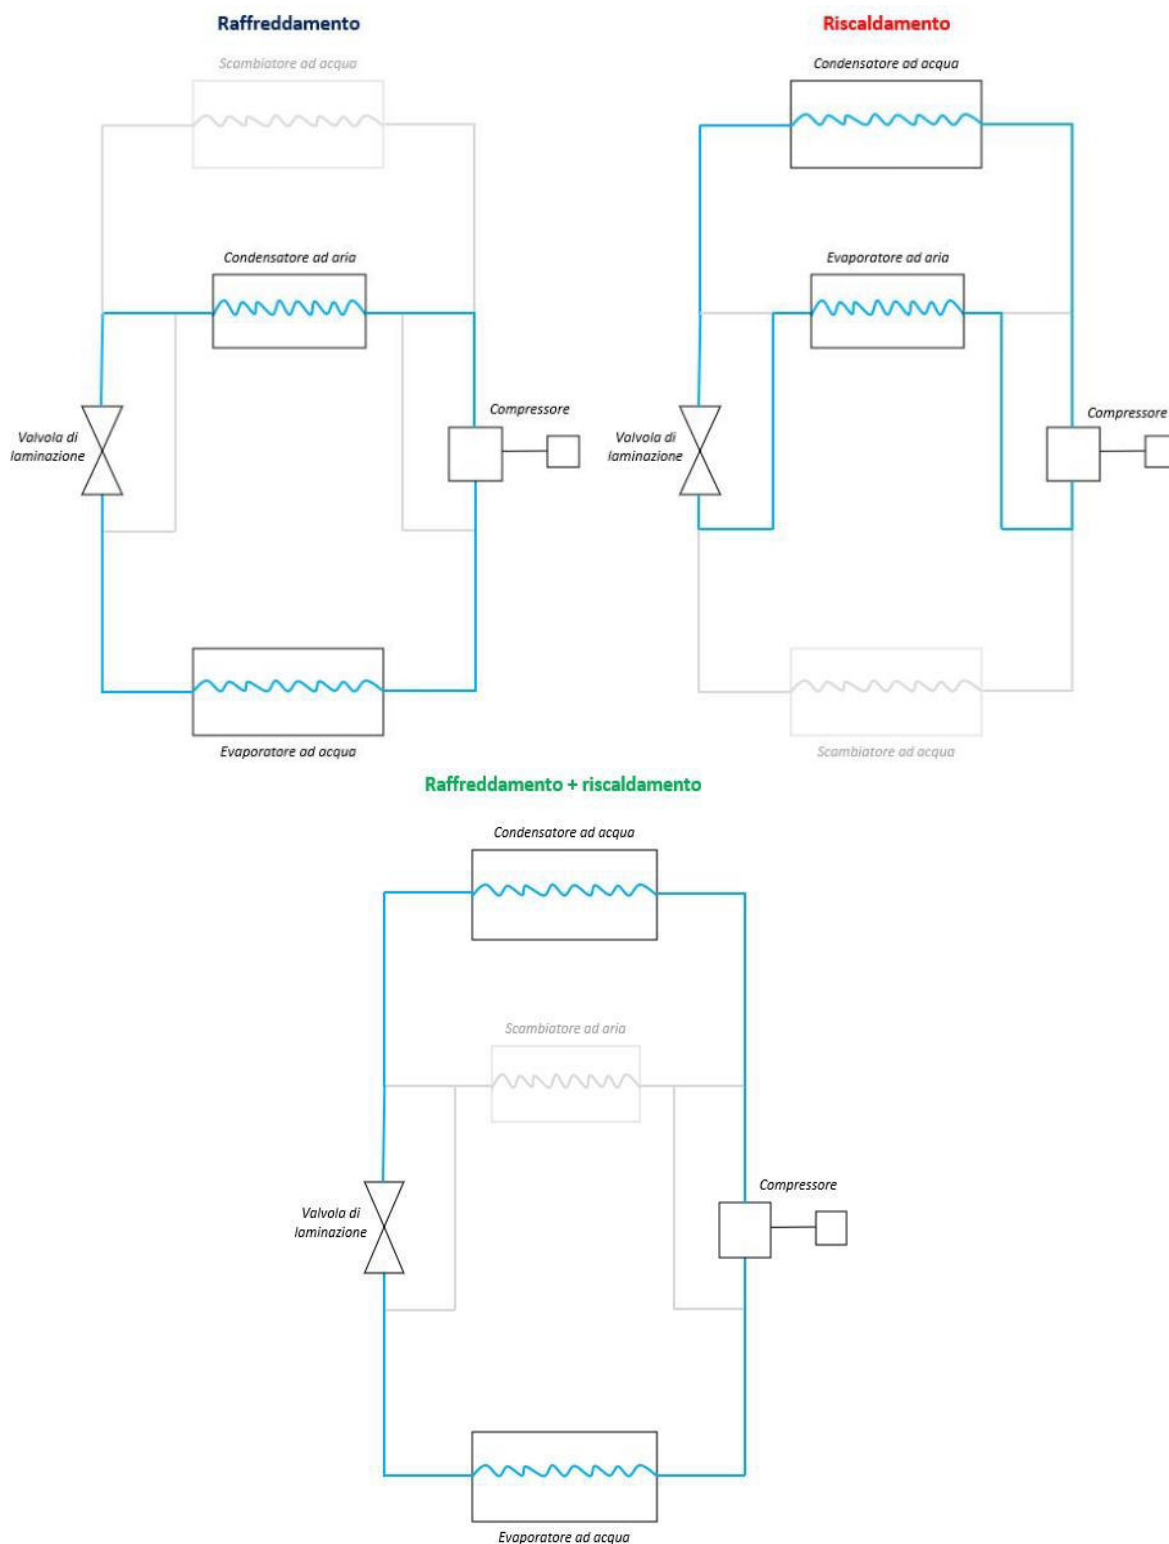 Raffreddamento
Scambiatore ad acqua
Condensatore ad aria
Compressore
Valvola di
laminazione
Evaporatore ad acqua
Riscaldamento
Condensatore ad acqua
Evaporatore ad aria
Compressore
Valvola di
laminazione
Scambiatore ad acqua
Raffreddamento + riscaldamento
Condensatore ad acqua
Scambiatore ad aria
Compressore
Valvola di
laminazione
Evaporatore ad acqua